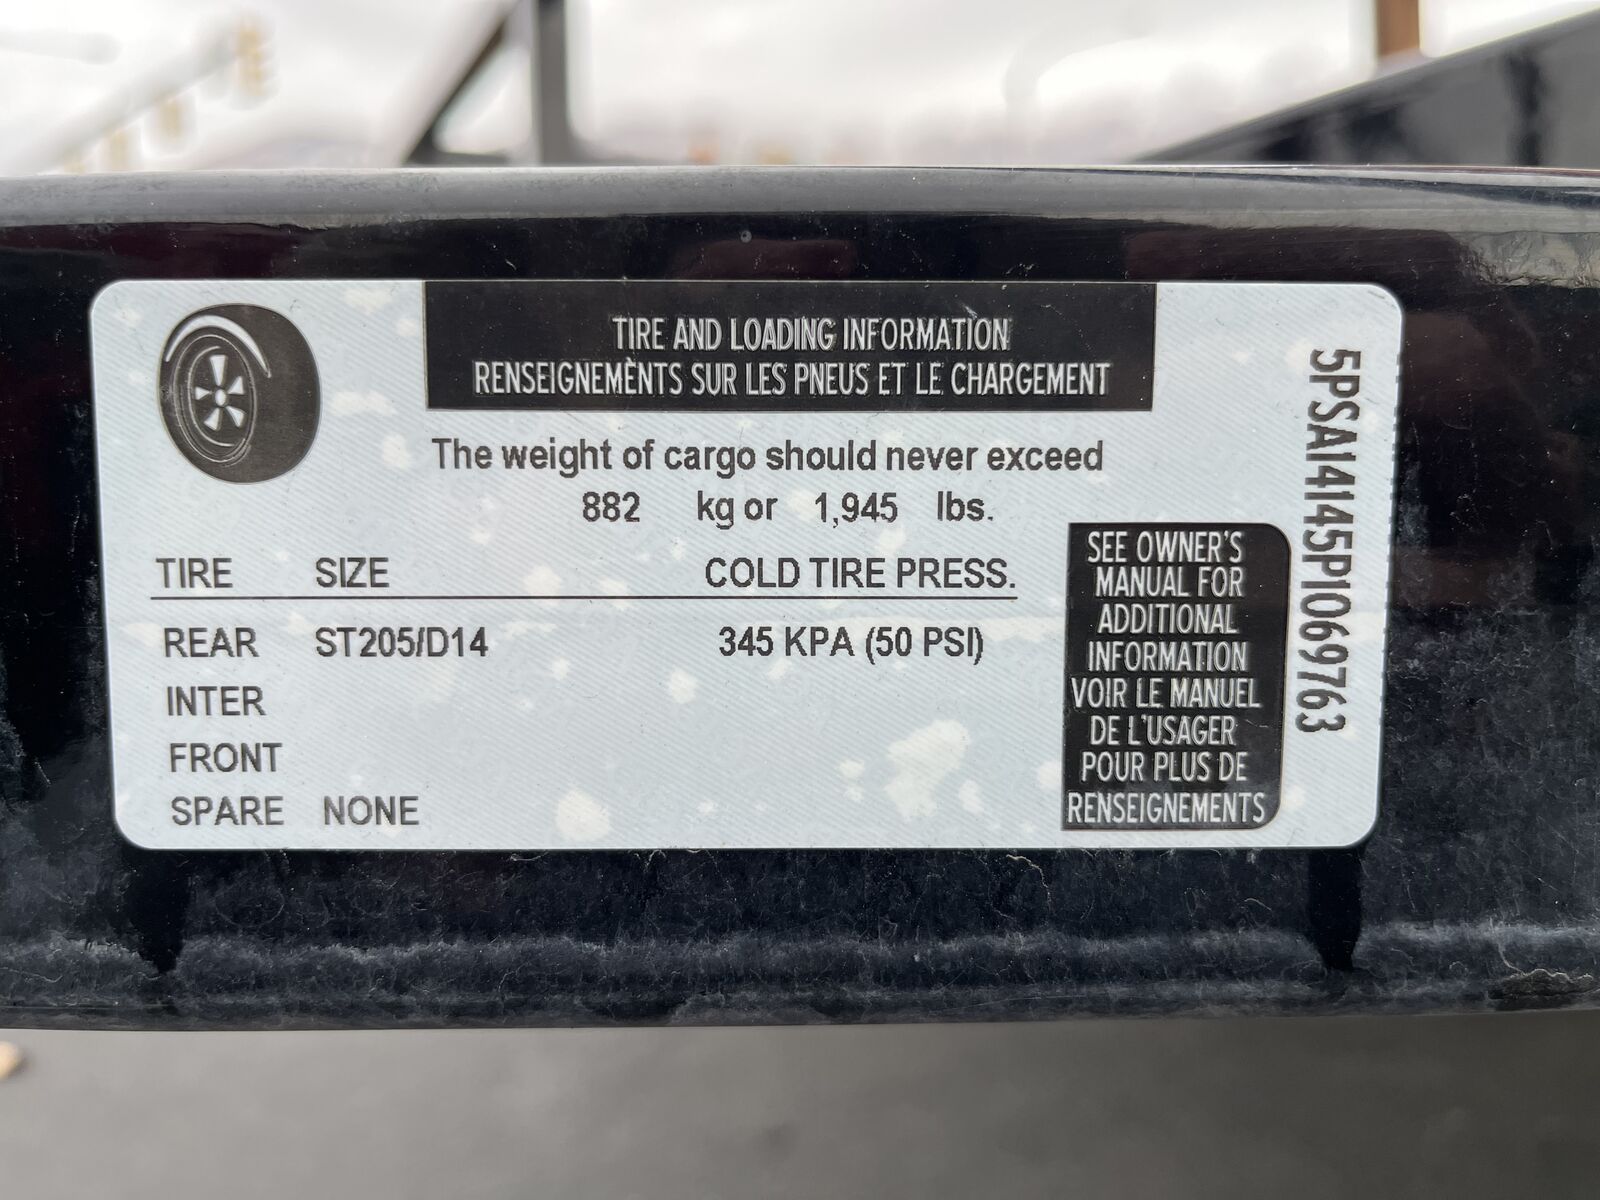 TIRE AND LOADING INFORMATION
RENSEIGNEMÈNTS SUR LES PNEUS ET LE CHARGEMENT
The weight of cargo should never exceed
882 kg or 1,945 lbs.
TIRE SIZE COLD TIRE PRESS.
REAR ST205/D14 345 KPA (50 PSI)
INTER
FRONT
SPARE NONE
SEE OWNER'S
MANUAL FOR
ADDITIONAL
INFORMATION
VOIR LE MANUEL
DE L'USAGER
POUR PLUS DE
RENSEIGNEMENTS
5PSA14145P1069763